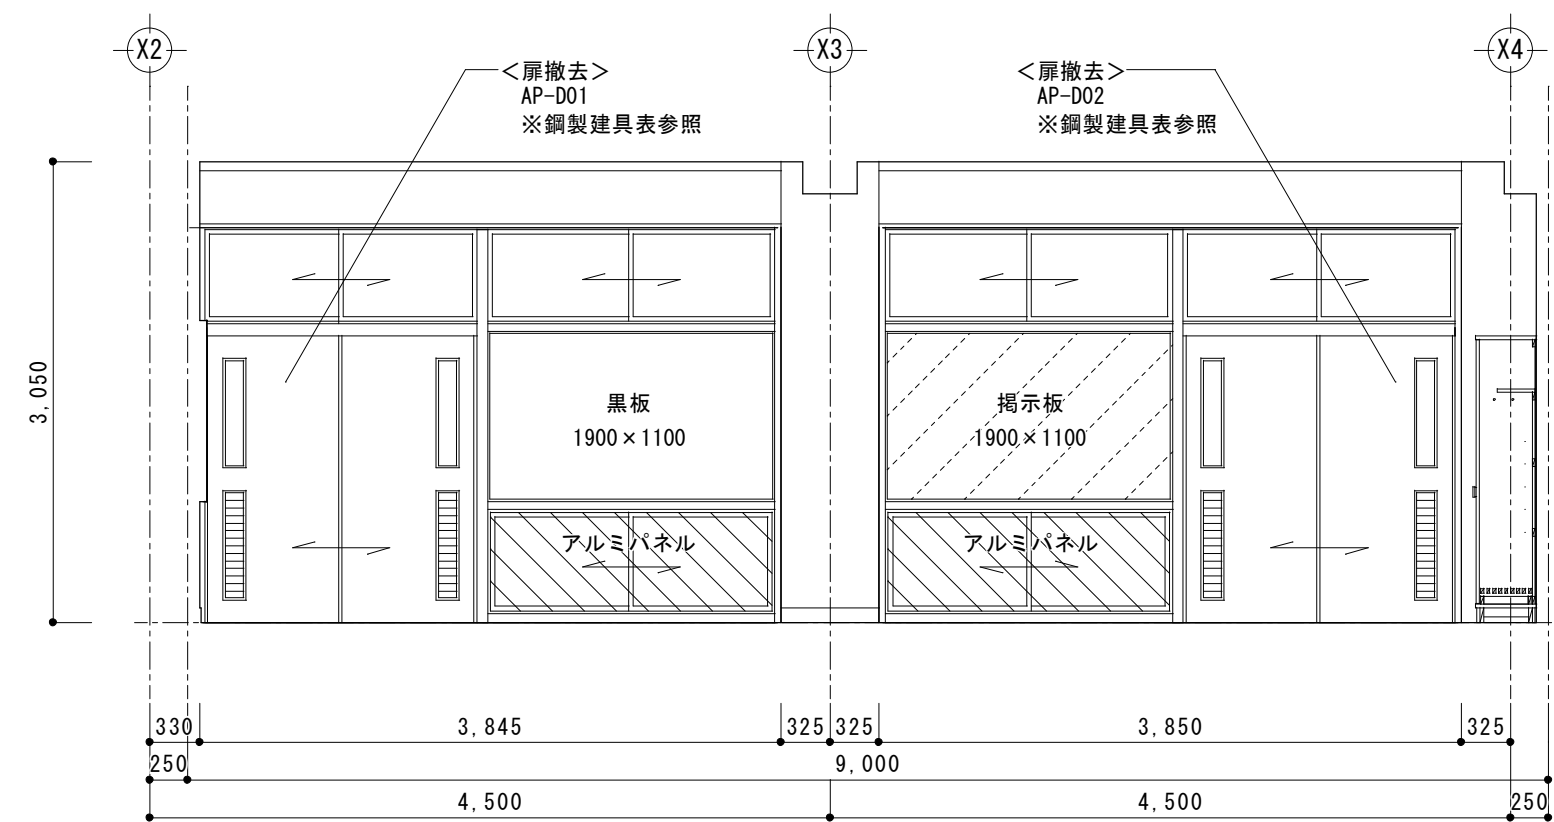 X2
X3
X4
＜扉撤去＞
AP-D01
※鋼製建具表参照
＜扉撤去＞
AP-D02
※鋼製建具表参照
3,050
黒板
1900×1100
掲示板
1900×1100
アルミパネル
アルミパネル
330
3,845
325
325
3,850
325
250
9,000
4,500
4,500
250